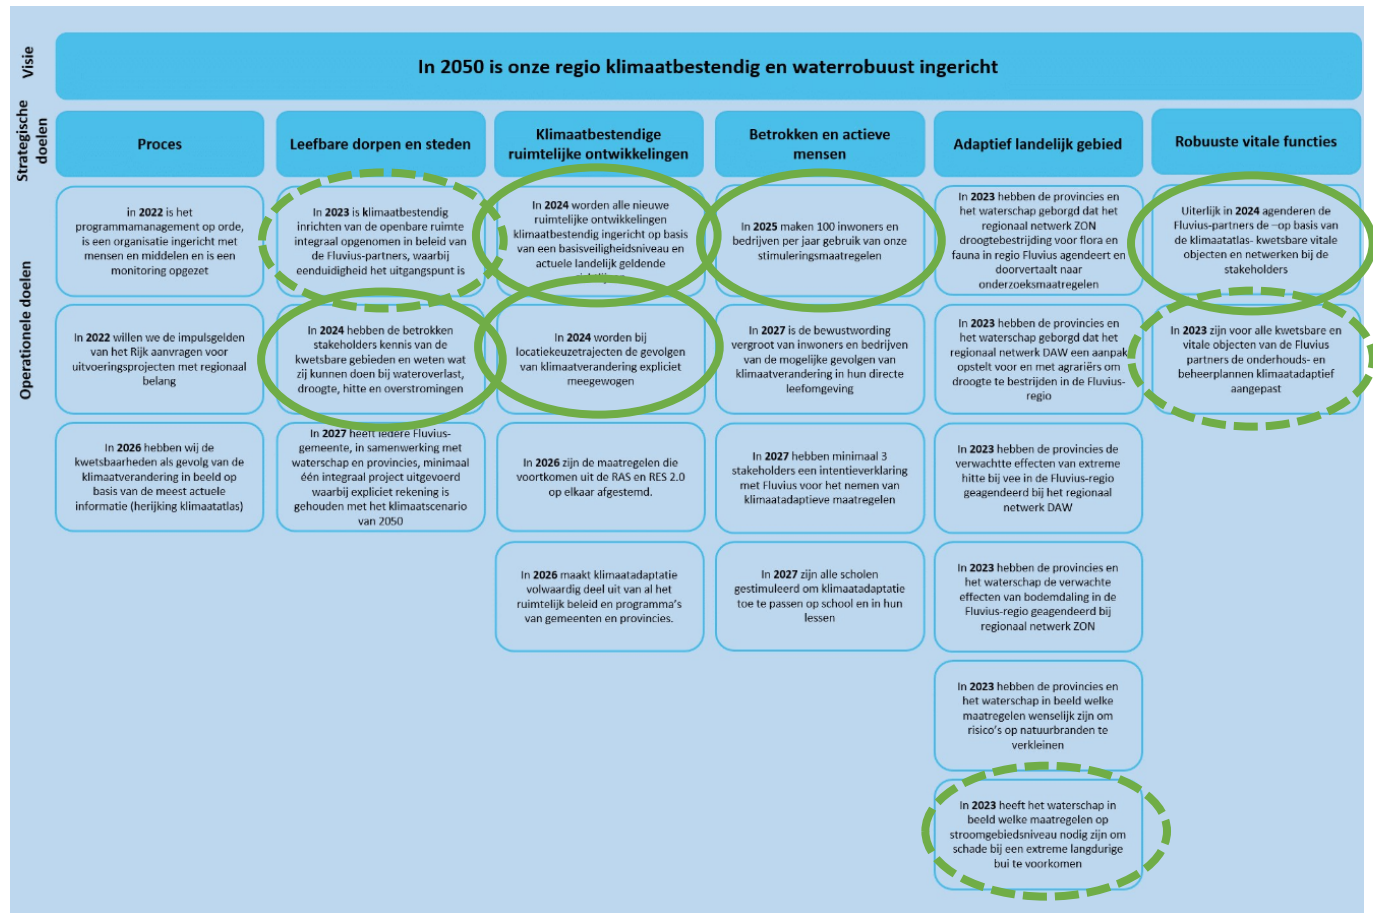 Visie
In 2050 is onze regio klimaatbestendig en waterrobuust ingericht
Strategische
doelen
Proces
Leefbare dorpen en steden
Klimaatbestendige
ruimtelijke ontwikkelingen
Betrokken en actieve
mensen
Adaptief landelijk gebied
Robuuste vitale functies
Operationele doelen
in 2022 is het
programmamanagement op orde,
is een organisatie ingericht met
mensen en middelen en is een
monitoring opgezet
In 2022 willen we de impulsgelden
van het Rijk aanvragen voor
uitvoeringsprojecten met regionaal
belang
In 2026 hebben wij de
kwetsbaarheden als gevolg van de
klimaatverandering in beeld op
basis van de meest actuele
informatie (herijking klimaatatlas)
In 2023 is klimaatbestendig
inrichten van de openbare ruimte
integraal opgenomen in beleid van
de Fluvius-partners, waarbij
eenduidigheid het uitgangspunt is
In 2024 hebben de betrokken
stakeholders kennis van de
kwetsbare gebieden en weten wat
zij kunnen doen bij wateroverlast,
droogte, hitte en overstromingen
In 2027 heeft iedere Fluvius-
gemeente, in samenwerking met
waterschap en provincies, minimaal
één integraal project uitgevoerd
waarbij expliciet rekening is
gehouden met het klimaatscenario
van 2050
In 2024 worden alle nieuwe
ruimtelijke ontwikkelingen
klimaatbestendig ingericht op basis
van een basisveiligheidsniveau en
actuele landelijk geldende
In 2024 worden bij
locatiekeuzetrajecten de gevolgen
van klimaatverandering expliciet
meegewogen
In 2026 zijn de maatregelen die
voortkomen uit de RAS en RES 2.0
op elkaar afgestemd.
In 2026 maakt klimaatadaptatie
volwaardig deel uit van al het
ruimtelijk beleid en programma's
van gemeenten en provincies.
In 2025 maken 100 inwoners en
bedrijven per jaar gebruik van onze
stimuleringsmaatregelen
In 2027 is de bewustwording
vergroot van inwoners en bedrijven
van de mogelijke gevolgen van
klimaatverandering in hun directe
leefomgeving
In 2027 hebben minimaal 3
stakeholders een intentieverklaring
met Fluvius voor het nemen van
klimaatadaptieve maatregelen
In 2027 zijn alle scholen
gestimuleerd om klimaatadaptatie
toe te passen op school en in hun
lessen
In 2023 hebben de provincies en
het waterschap geborgd dat het
regionaal netwerk ZON
droogtebestrijding voor flora en
fauna in regio Fluvius agendeert en
doorvertaalt naar
onderzoeksmaatregelen
In 2023 hebben de provincies en
het waterschap geborgd dat het
regionaal netwerk DAW een aanpak
opstelt voor en met agrariërs om
droogte te bestrijden in de Fluvius-
regio
In 2023 hebben de provincies de
verwachtte effecten van extreme
hitte bij vee in de Fluvius-regio
geagendeerd bij het regionaal
netwerk DAW
In 2023 hebben de provincies en
het waterschap de verwachte
effecten van bodemdaling in de
Fluvius-regio geagendeerd bij
regionaal netwerk ZON
In 2023 hebben de provincies en
het waterschap in beeld welke
maatregelen wenselijk zijn om
risico's op natuurbranden te
verkleinen
In 2023 heeft het waterschap in
beeld welke maatregelen op
stroomgebiedsniveau nodig zijn om
schade bij een extreme langdurige
bui te voorkomen
Uiterlijk in 2024 agenderen de
Fluvius-partners de –op basis van
de klimaatatlas- kwetsbare vitale
objecten en netwerken bij de
stakeholders
In 2023 zijn voor alle kwetsbare en
vitale objecten van de Fluvius
partners de onderhouds- en
beheerplannen klimaatadaptief
aangepast